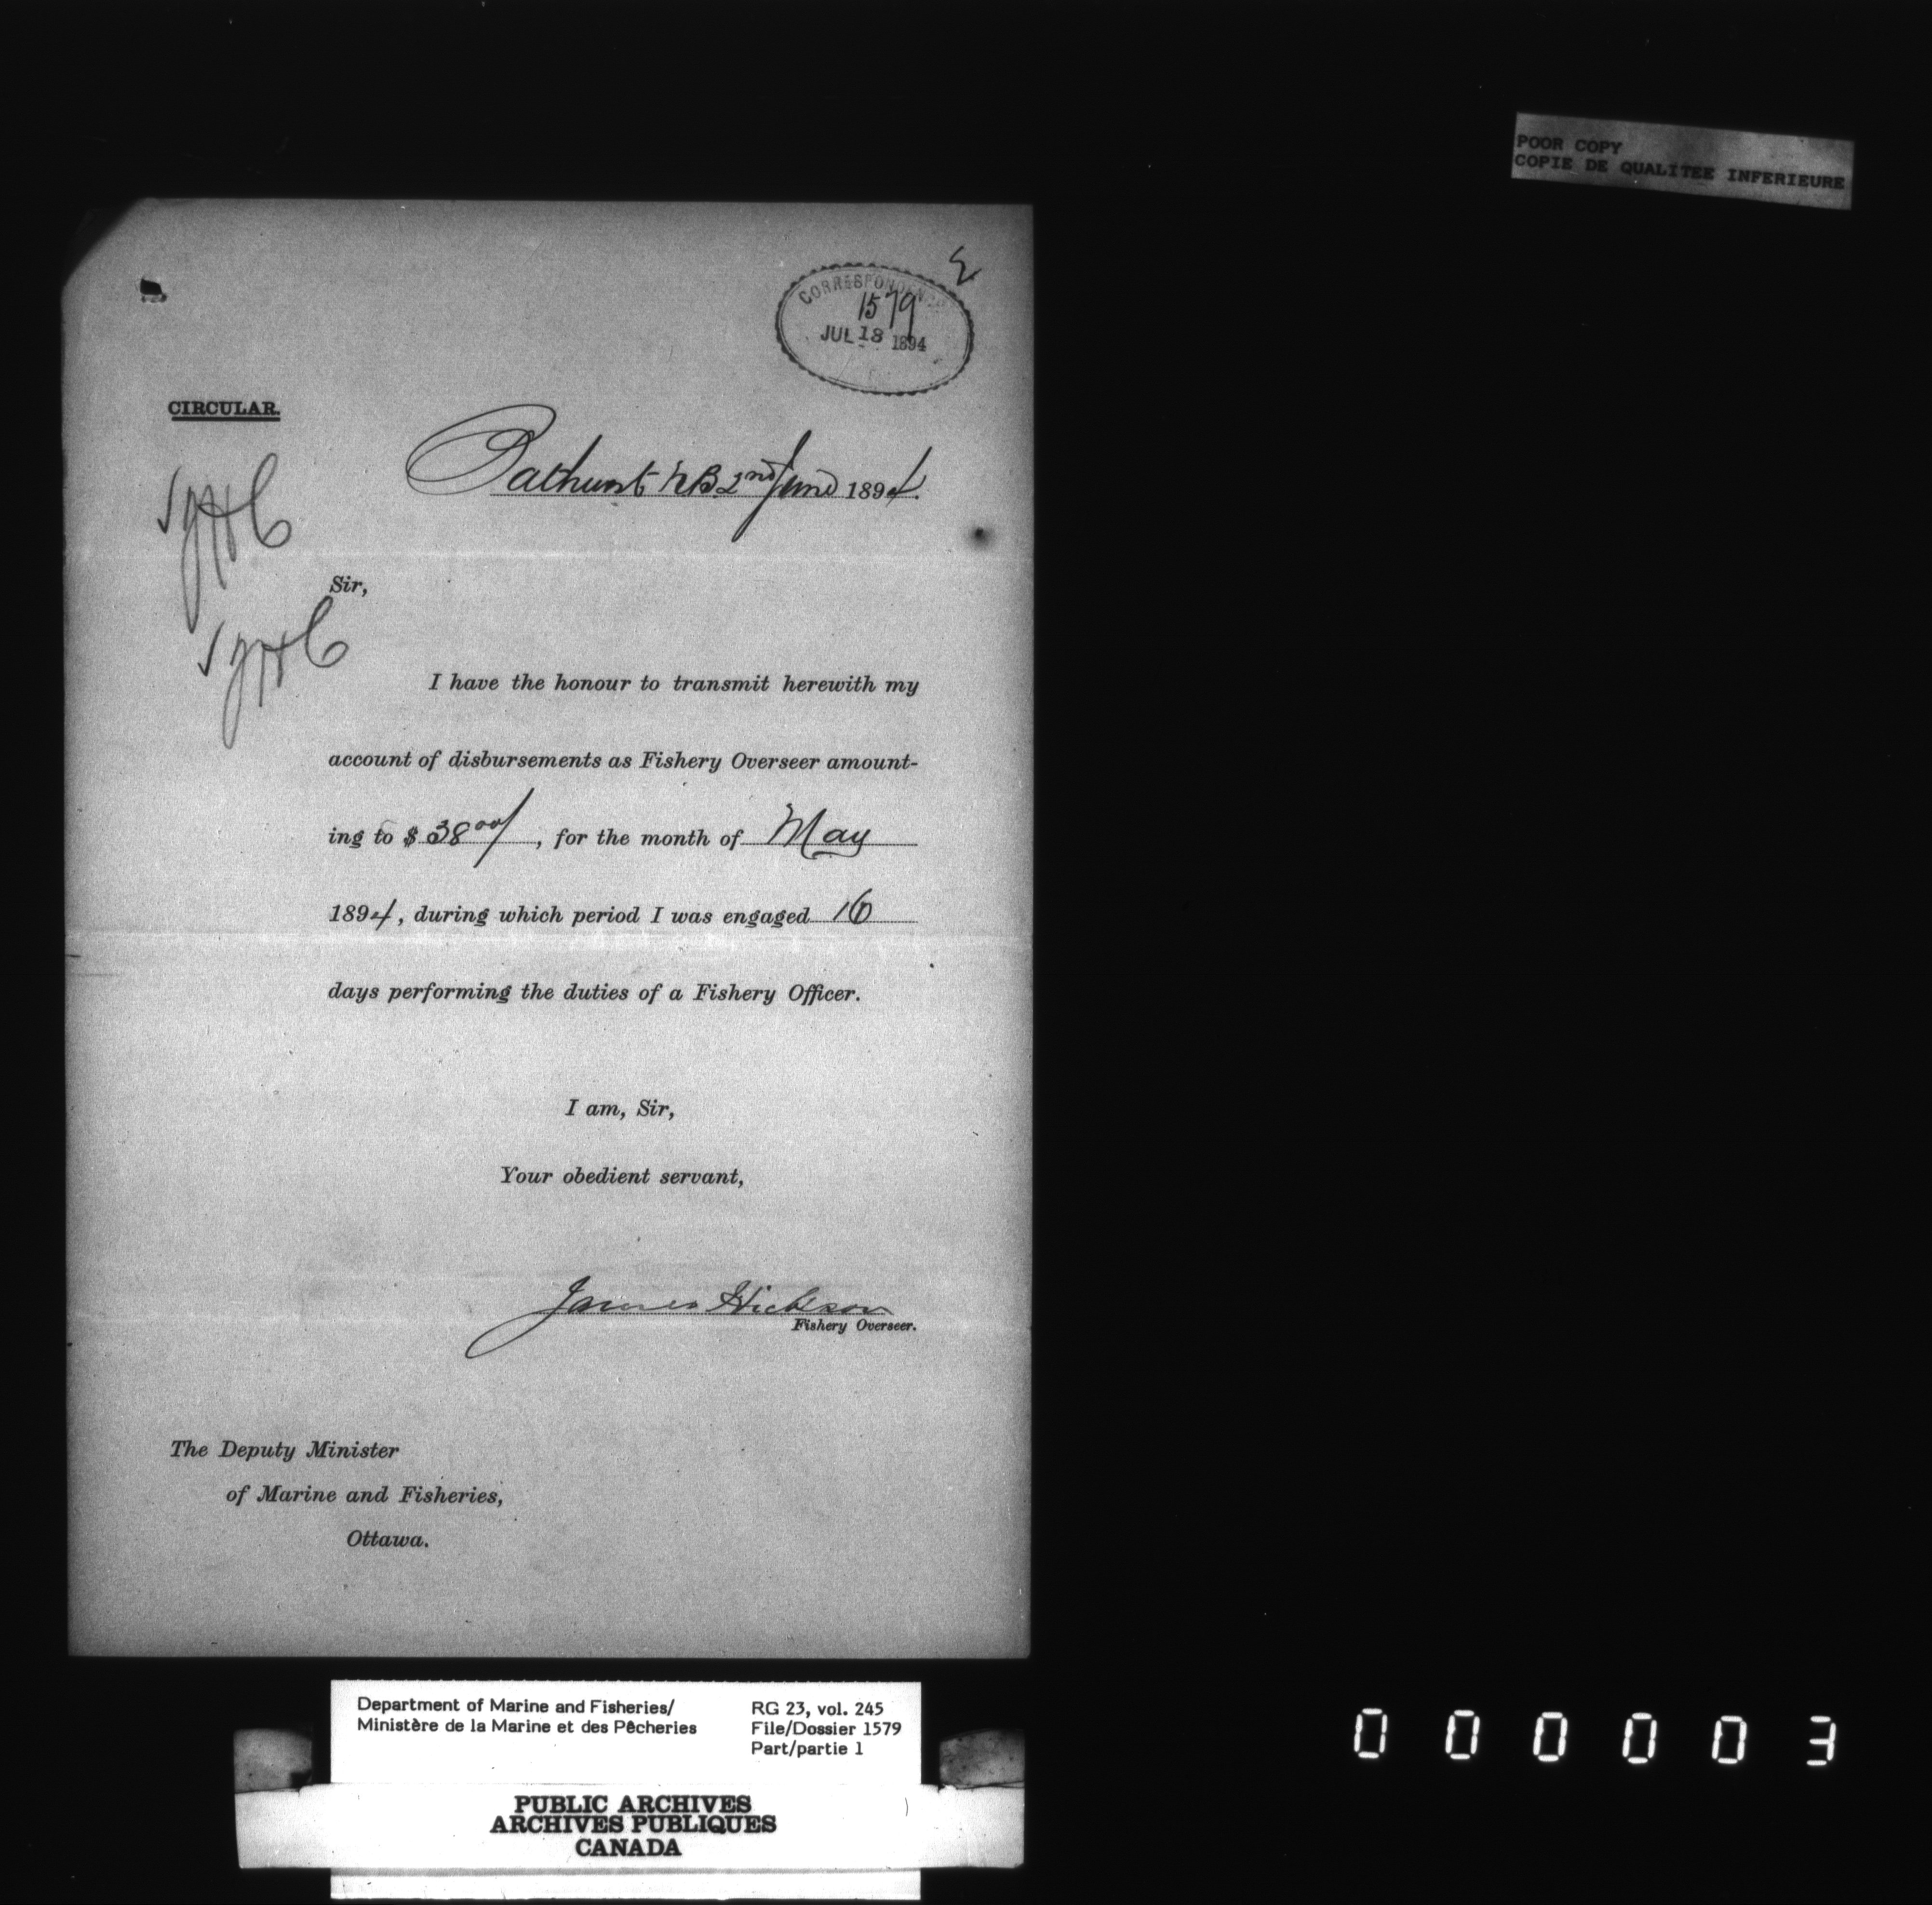 POOR COPY
COPIE DE QUALITEE INFERIEURE
CORRESPONDENCE
1579
JUL 18 1894
CIRCULAR.
Bathurst NB. 2nd June 1894.
Sir,
I have the honour to transmit herewith my
account of disbursements as Fishery Overseer amount-
ing to $ 38 00/, for the month of May
1894, during which period I was engaged 16
days performing the duties of a Fishery Officer.
I am, Sir,
Your obedient servant,
James Hickson
Fishery Overseer.
The Deputy Minister
of Marine and Fisheries,
Ottawa.
Department of Marine and Fisheries/
Ministère de la Marine et des Pêcheries
RG 23, vol. 245
File/Dossier 1579
Part/partie 1
PUBLIC ARCHIVES
ARCHIVES PUBLIQUES
CANADA
000003